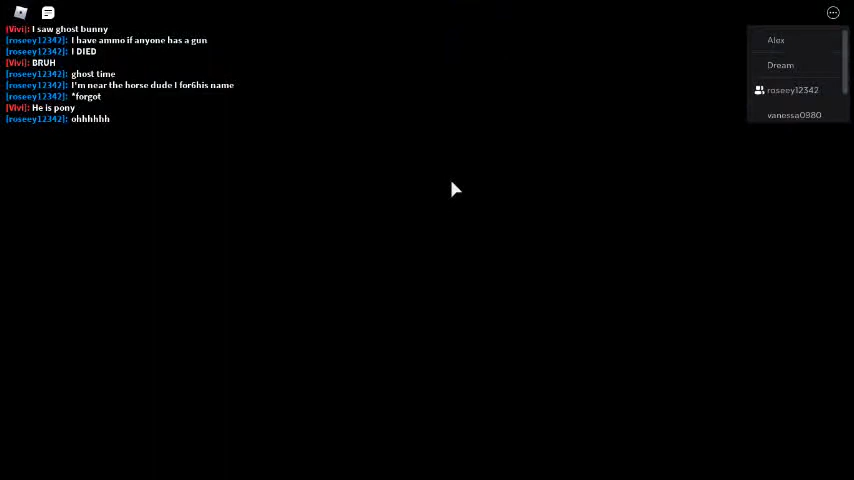 [Vivi]: I saw ghost bunny
[roseey12342]: I have ammo if anyone has a gun
[roseey12342]: I DIED
[Vivi]: BRUH
[roseey12342]: ghost time
[roseey12342]: I'm near the horse dude I for6his name
[roseey12342]: *forgot
[Vivi]: He is pony
[roseey12342]: ohhhhhh
Alex
Dream
roseey12342
vanessa0980